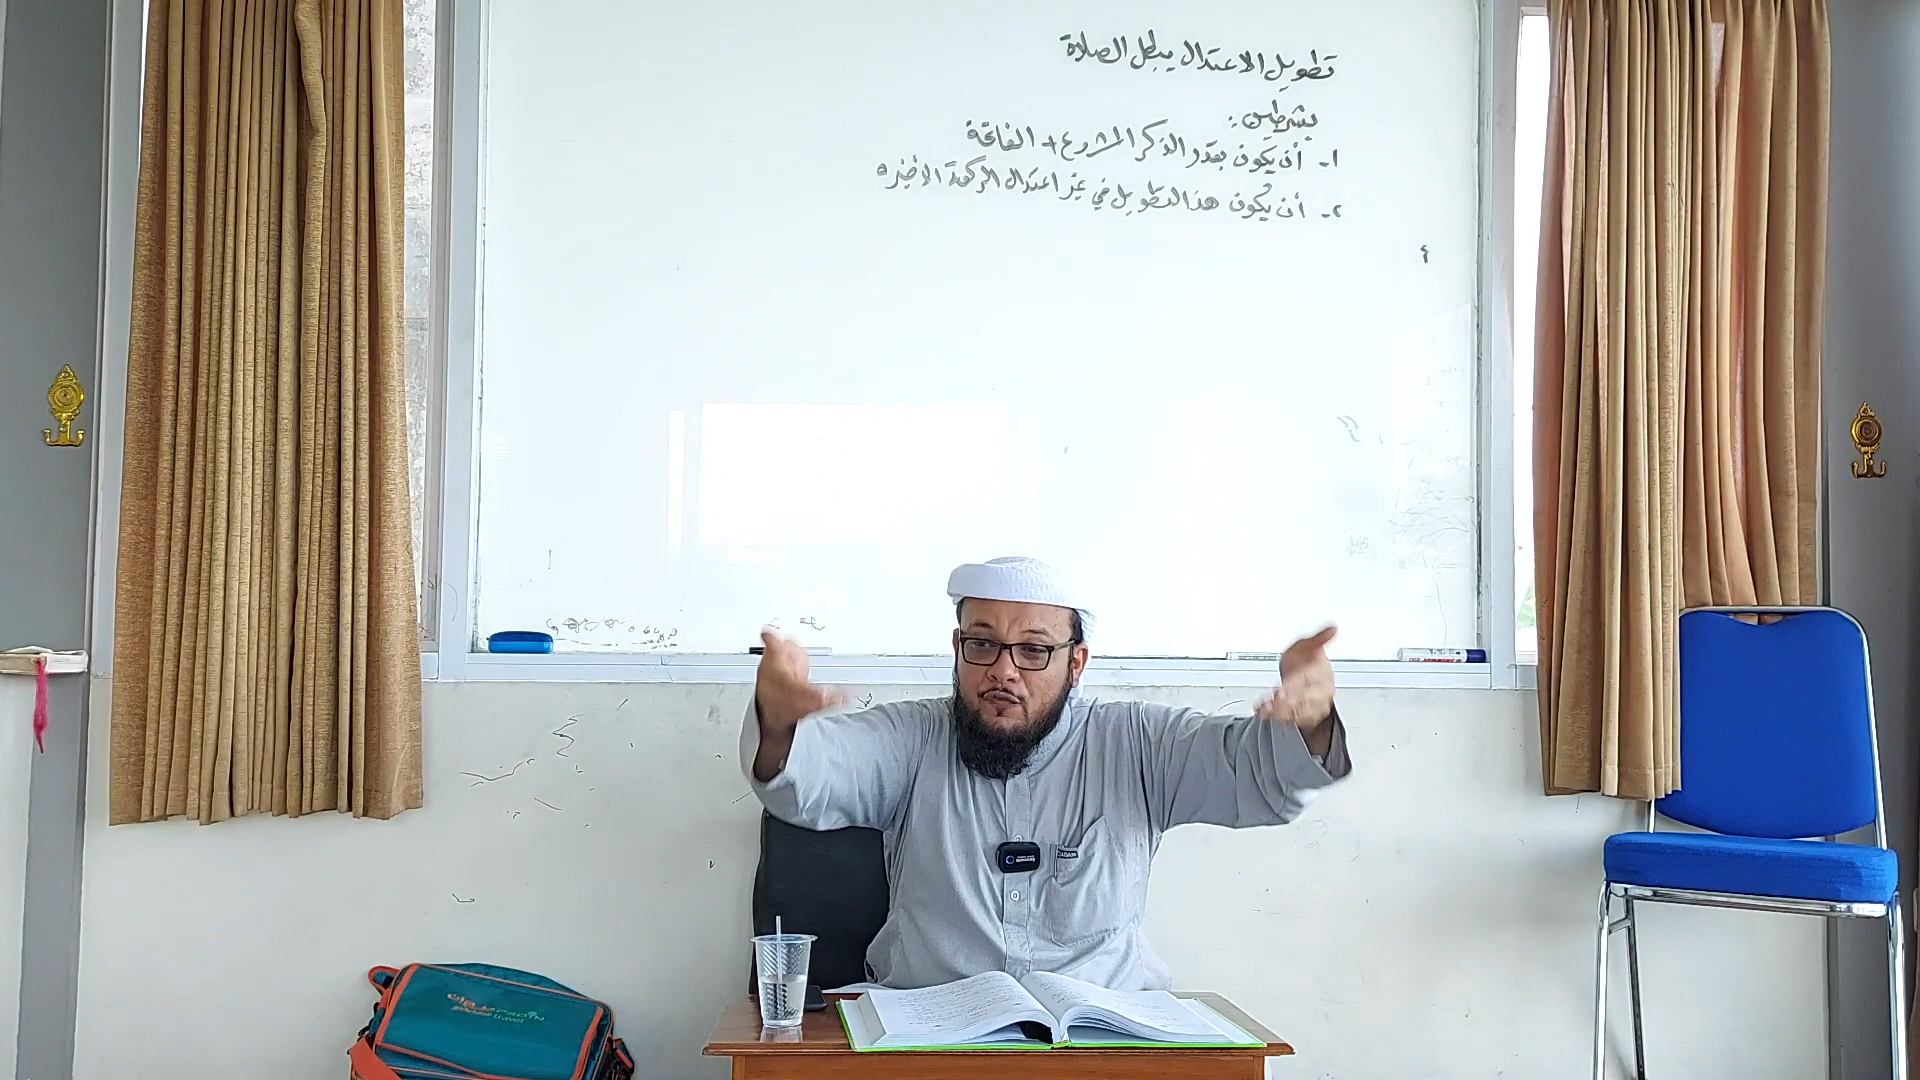 تطويل الاعتدال يبطل الصلاة
بشرطين:
١- أن يكون بقدر الذكر المشروع + الفاتحة
٢- أن يكون هذا التطويل في غير اعتدال الركعة الأخيرة
travel